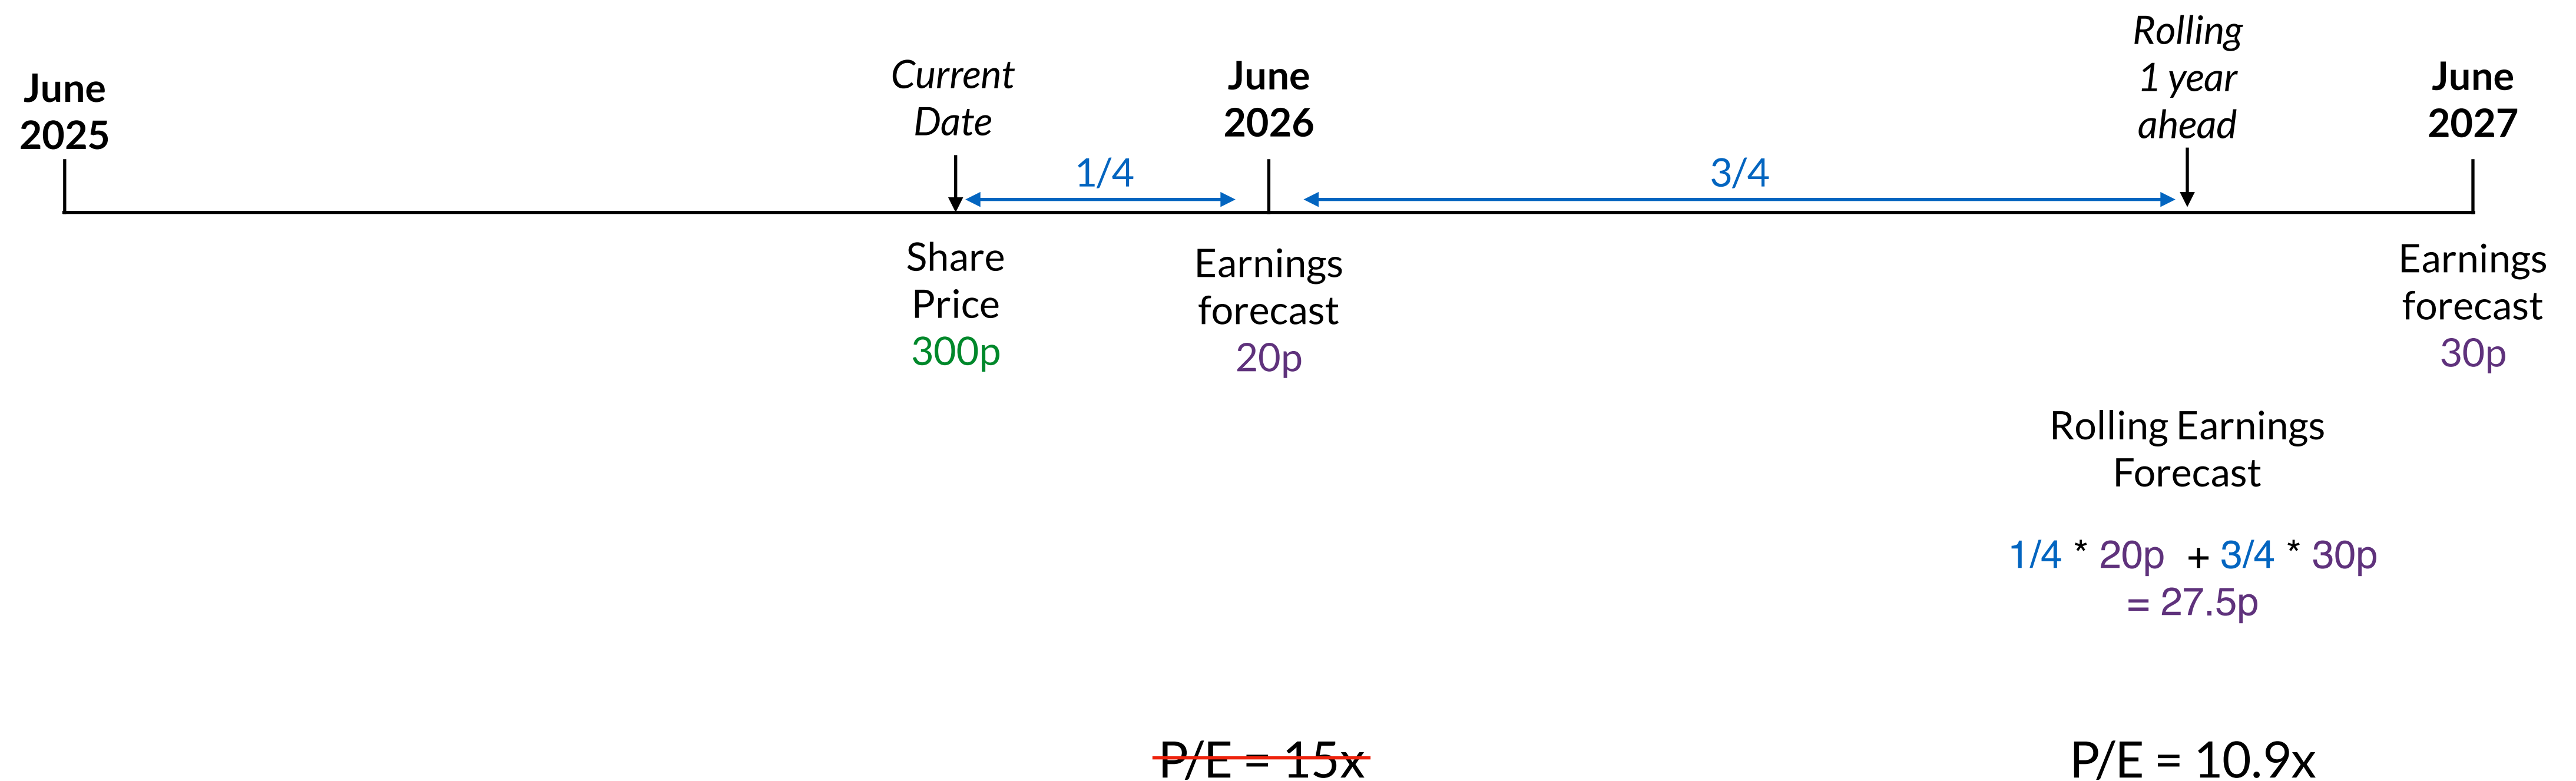 June
2025
Current
Date
June
2026
Rolling
1 year
ahead
June
2027
1/4
3/4
Share
Price
300p
Earnings
forecast
20p
Earnings
forecast
30p
Rolling Earnings
Forecast
1/4 * 20p + 3/4 * 30p
= 27.5p
P/E = 15x
P/E = 10.9x